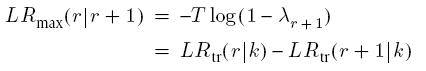 LR_max(r|r + 1) = –T log(1 – λ_{r + 1})
= LR_tr(r|k) – LR_tr(r + 1|k)